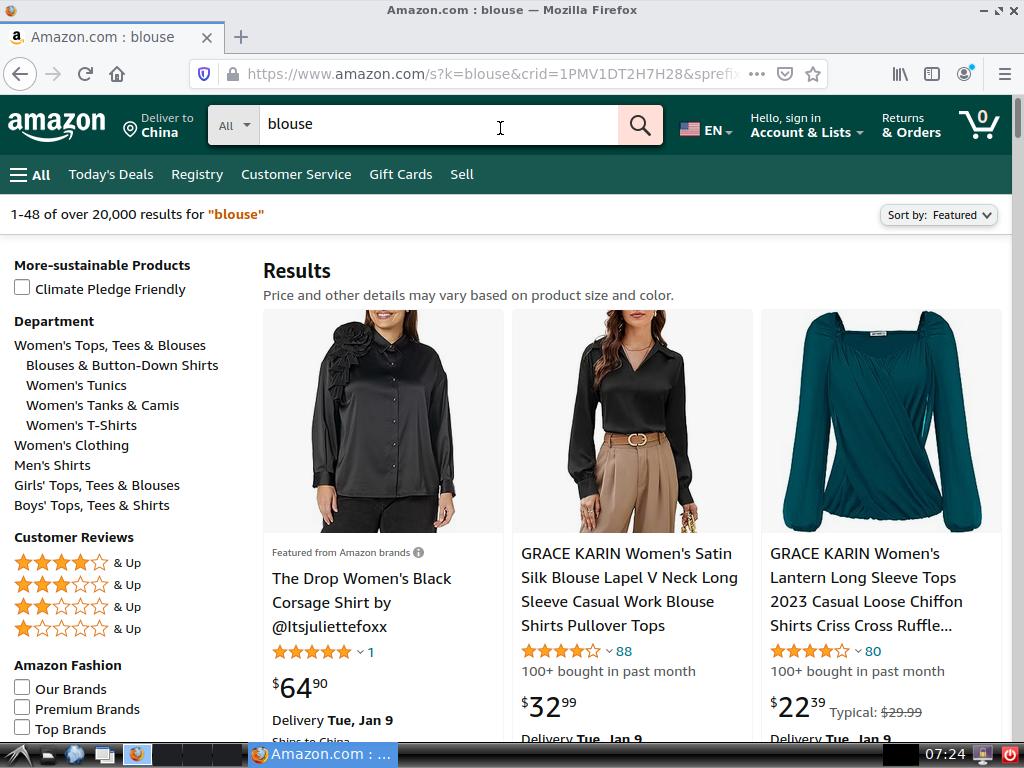 Amazon.com : blouse — Mozilla Firefox
Amazon.com : blouse
https://www.amazon.com/s?k=blouse&crid=1PMV1DT2H7H28&sprefix
amazon
Deliver to
China
All
blouse
EN
Hello, sign in
Account & Lists
Returns
& Orders
0
All
Today's Deals
Registry
Customer Service
Gift Cards
Sell
1-48 of over 20,000 results for "blouse"
Sort by: Featured
More-sustainable Products
Climate Pledge Friendly
Department
Women's Tops, Tees & Blouses
Blouses & Button-Down Shirts
Women's Tunics
Women's Tanks & Camis
Women's T-Shirts
Women's Clothing
Men's Shirts
Girls' Tops, Tees & Blouses
Boys' Tops, Tees & Shirts
Customer Reviews
& Up
& Up
& Up
& Up
Amazon Fashion
Our Brands
Premium Brands
Top Brands
Results
Price and other details may vary based on product size and color.
Featured from Amazon brands
The Drop Women's Black
Corsage Shirt by
@Itsjuliettefoxx
1
$64.90
Delivery Tue, Jan 9
Ships to China
GRACE KARIN Women's Satin
Silk Blouse Lapel V Neck Long
Sleeve Casual Work Blouse
Shirts Pullover Tops
88
100+ bought in past month
$32.99
Delivery Tue, Jan 9
GRACE KARIN Women's
Lantern Long Sleeve Tops
2023 Casual Loose Chiffon
Shirts Criss Cross Ruffle...
80
100+ bought in past month
$22.39 Typical: $29.99
Delivery Tue, Jan 9
Amazon.com : ...
07:24